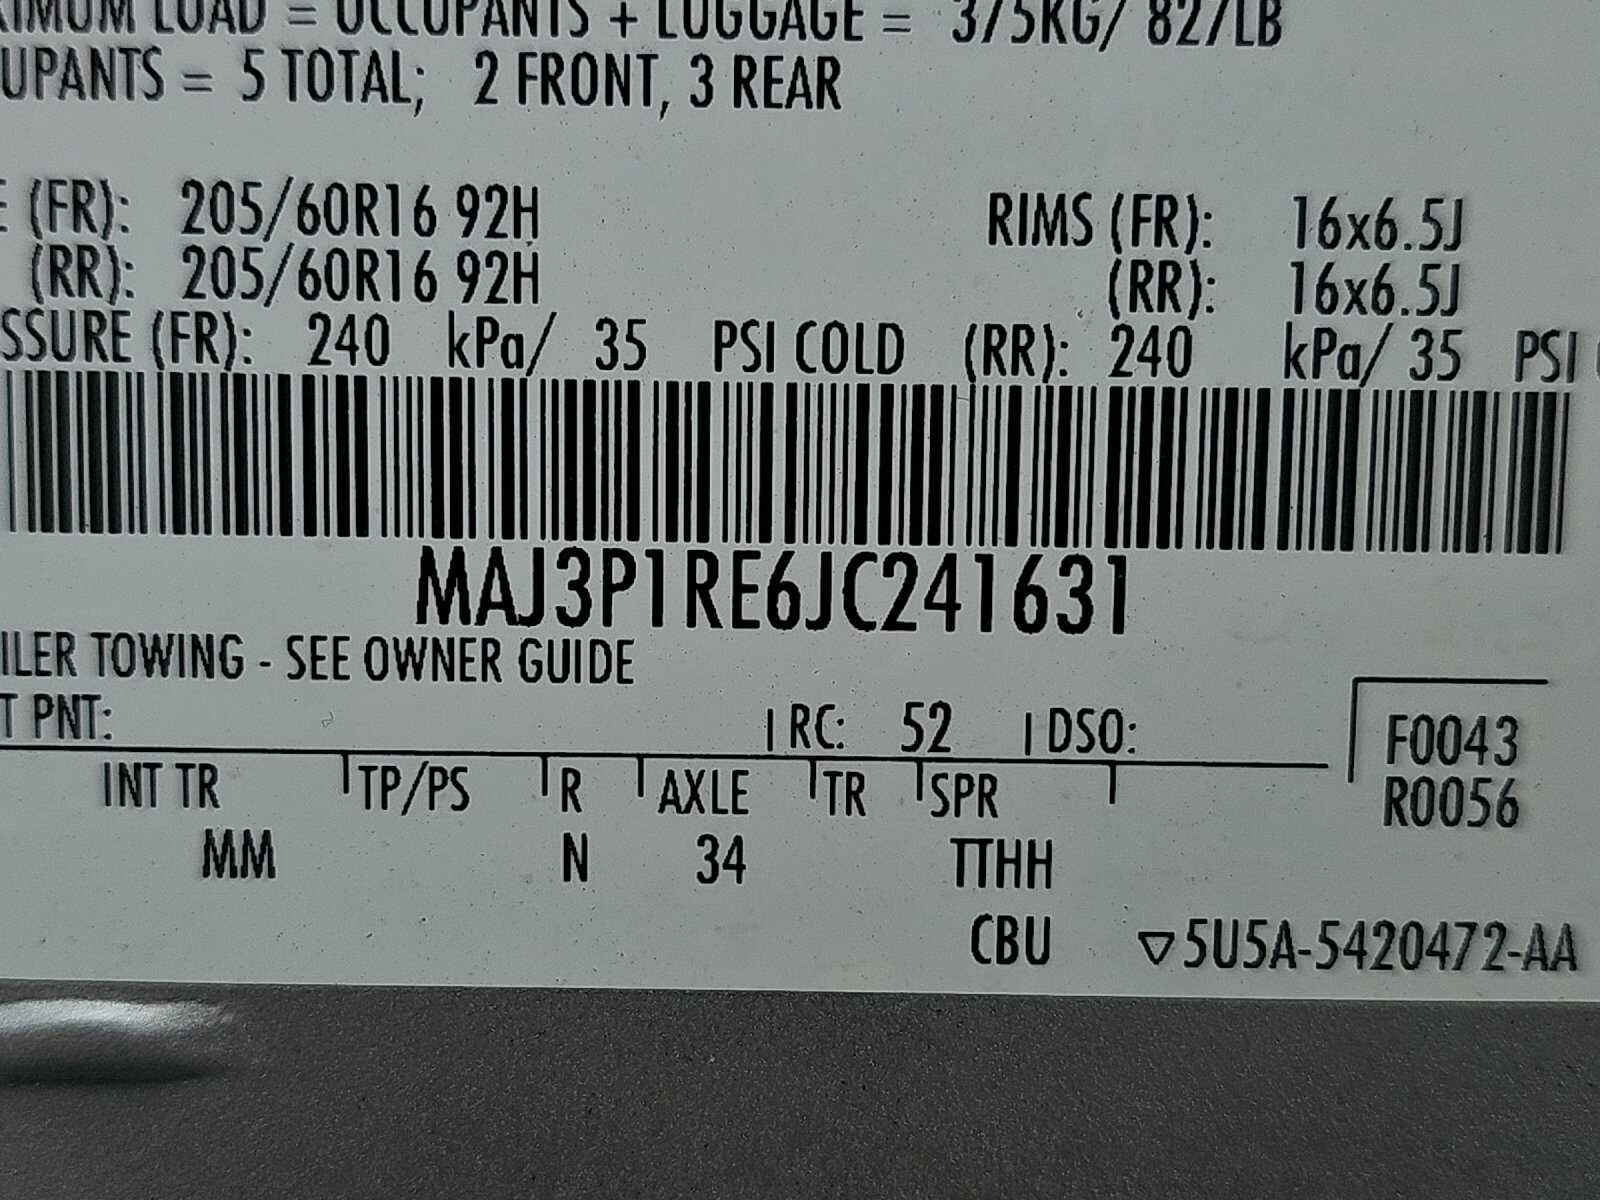 XIMUM LOAD = OCCUPANTS + LUGGAGE = 375KG/ 827LB
UPANTS = 5 TOTAL; 2 FRONT, 3 REAR
E (FR): 205/60R16 92H RIMS (FR): 16x6.5J
(RR): 205/60R16 92H (RR): 16x6.5J
SSURE (FR): 240 kPa/ 35 PSI COLD (RR): 240 kPa/ 35 PSI
MAJ3P1RE6JC241631
ILER TOWING - SEE OWNER GUIDE
T PNT: RC: 52 DSO: F0043
R0056
INT TR TP/PS R AXLE TR SPR
MM N 34 TTHH
CBU ▽5U5A-5420472-AA